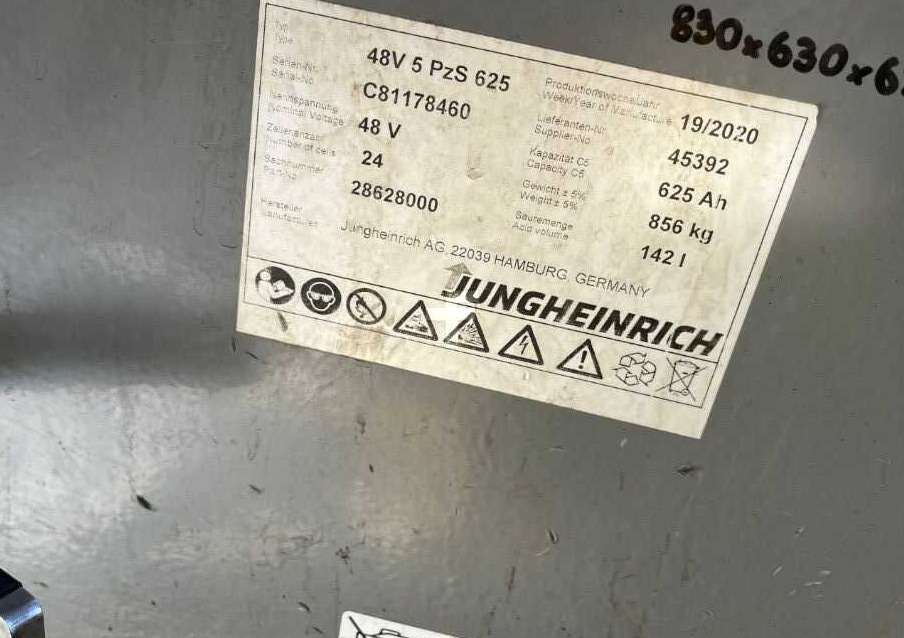 830x630x6
Typ
Type
48V 5 PzS 625
Serien-Nr.
Serial-No.
C81178460
Nennspannung
Nominal Voltage
48 V
Zellenanzahl
Number of cells
24
Sachnummer
Part-No.
28628000
Produktionswoche/Jahr
Week/Year of Manufacture
19/2020
Lieferanten-Nr.
Supplier-No.
45392
Kapazität C5
Capacity C5
625 Ah
Gewicht ± 5%
Weight ± 5%
856 kg
Säuremenge
Acid volume
142 l
Hersteller
Manufacturer
Jungheinrich AG, 22039 HAMBURG, GERMANY
JUNGHEINRICH